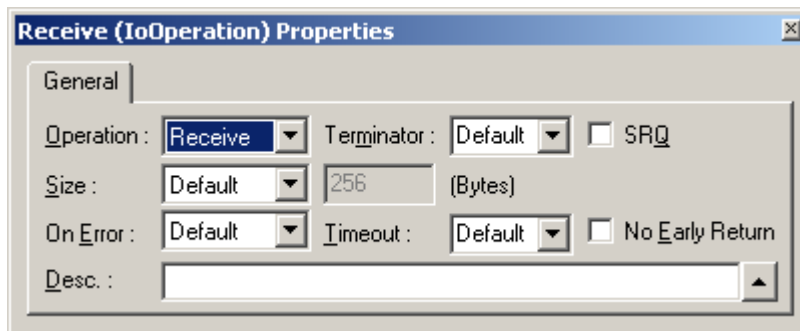 Receive (IoOperation) Properties
General
Operation : Receive Terminator : Default SRQ
Size : Default 256 (Bytes)
On Error : Default Timeout : Default No Early Return
Desc. :